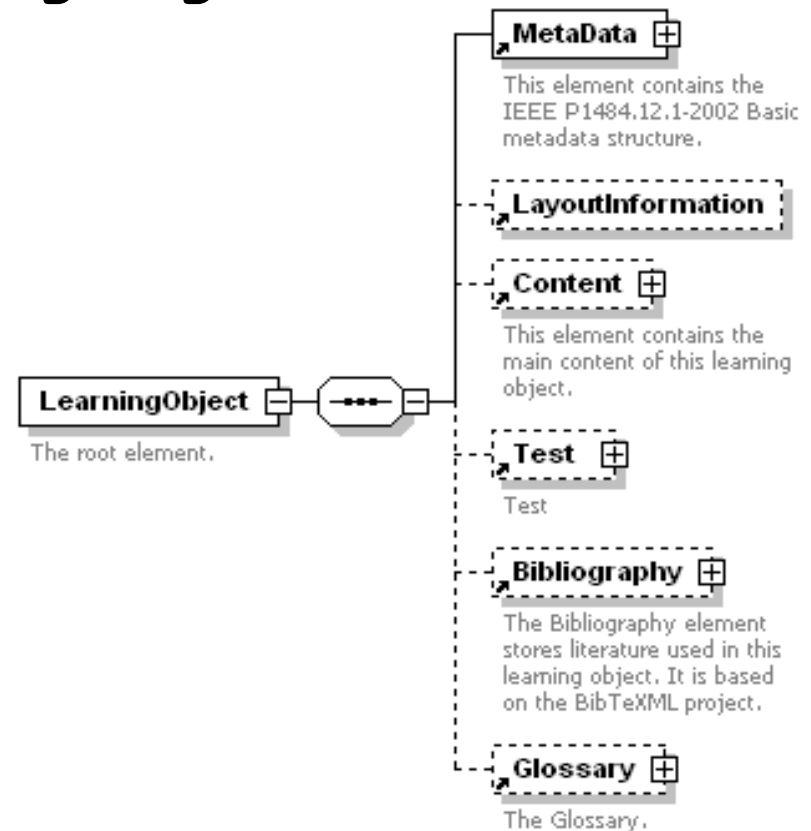 MetaData
This element contains the
IEEE P1484.12.1-2002 Basic
metadata structure.
LayoutInformation
Content
This element contains the
main content of this learning
object.
LearningObject
The root element.
Test
Test
Bibliography
The Bibliography element
stores literature used in this
learning object. It is based
on the BibTeXML project.
Glossary
The Glossary.